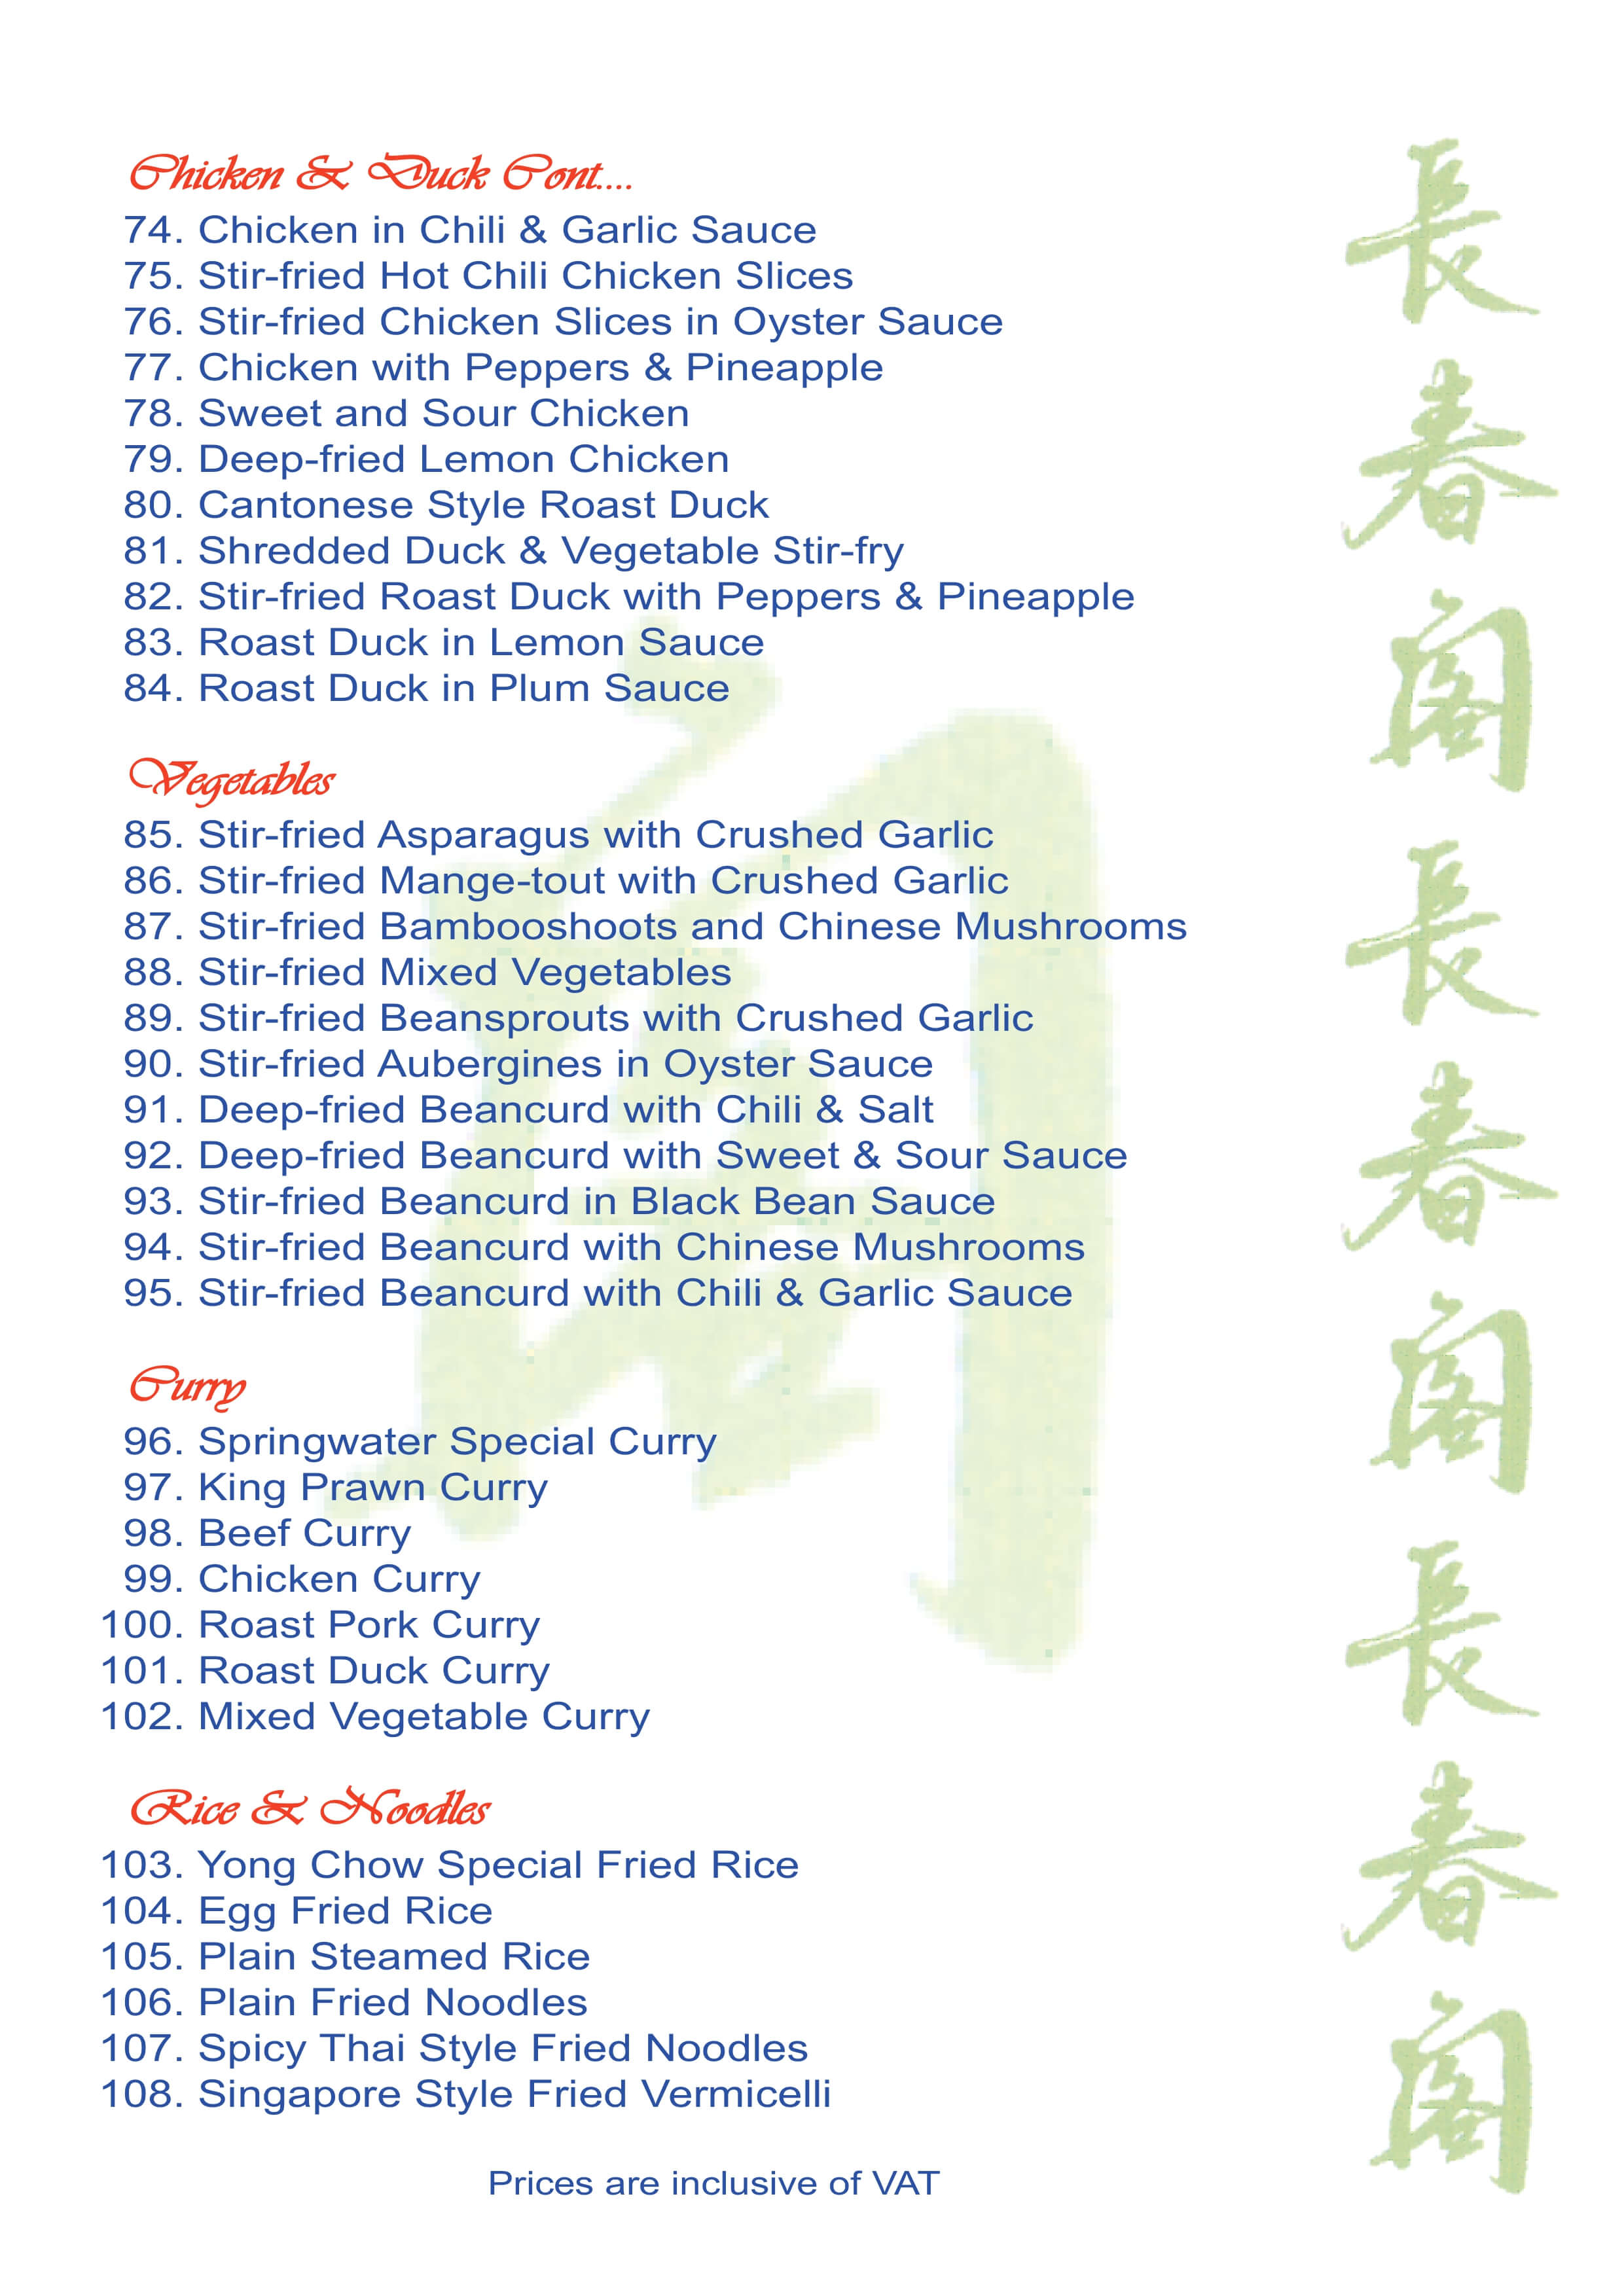 Chicken & Duck Cont....
74. Chicken in Chili & Garlic Sauce
75. Stir-fried Hot Chili Chicken Slices
76. Stir-fried Chicken Slices in Oyster Sauce
77. Chicken with Peppers & Pineapple
78. Sweet and Sour Chicken
79. Deep-fried Lemon Chicken
80. Cantonese Style Roast Duck
81. Shredded Duck & Vegetable Stir-fry
82. Stir-fried Roast Duck with Peppers & Pineapple
83. Roast Duck in Lemon Sauce
84. Roast Duck in Plum Sauce
Vegetables
85. Stir-fried Asparagus with Crushed Garlic
86. Stir-fried Mange-tout with Crushed Garlic
87. Stir-fried Bambooshoots and Chinese Mushrooms
88. Stir-fried Mixed Vegetables
89. Stir-fried Beansprouts with Crushed Garlic
90. Stir-fried Aubergines in Oyster Sauce
91. Deep-fried Beancurd with Chili & Salt
92. Deep-fried Beancurd with Sweet & Sour Sauce
93. Stir-fried Beancurd in Black Bean Sauce
94. Stir-fried Beancurd with Chinese Mushrooms
95. Stir-fried Beancurd with Chili & Garlic Sauce
Curry
96. Springwater Special Curry
97. King Prawn Curry
98. Beef Curry
99. Chicken Curry
100. Roast Pork Curry
101. Roast Duck Curry
102. Mixed Vegetable Curry
Rice & Noodles
103. Yong Chow Special Fried Rice
104. Egg Fried Rice
105. Plain Steamed Rice
106. Plain Fried Noodles
107. Spicy Thai Style Fried Noodles
108. Singapore Style Fried Vermicelli
Prices are inclusive of VAT
長春閣長春閣長春閣
閣